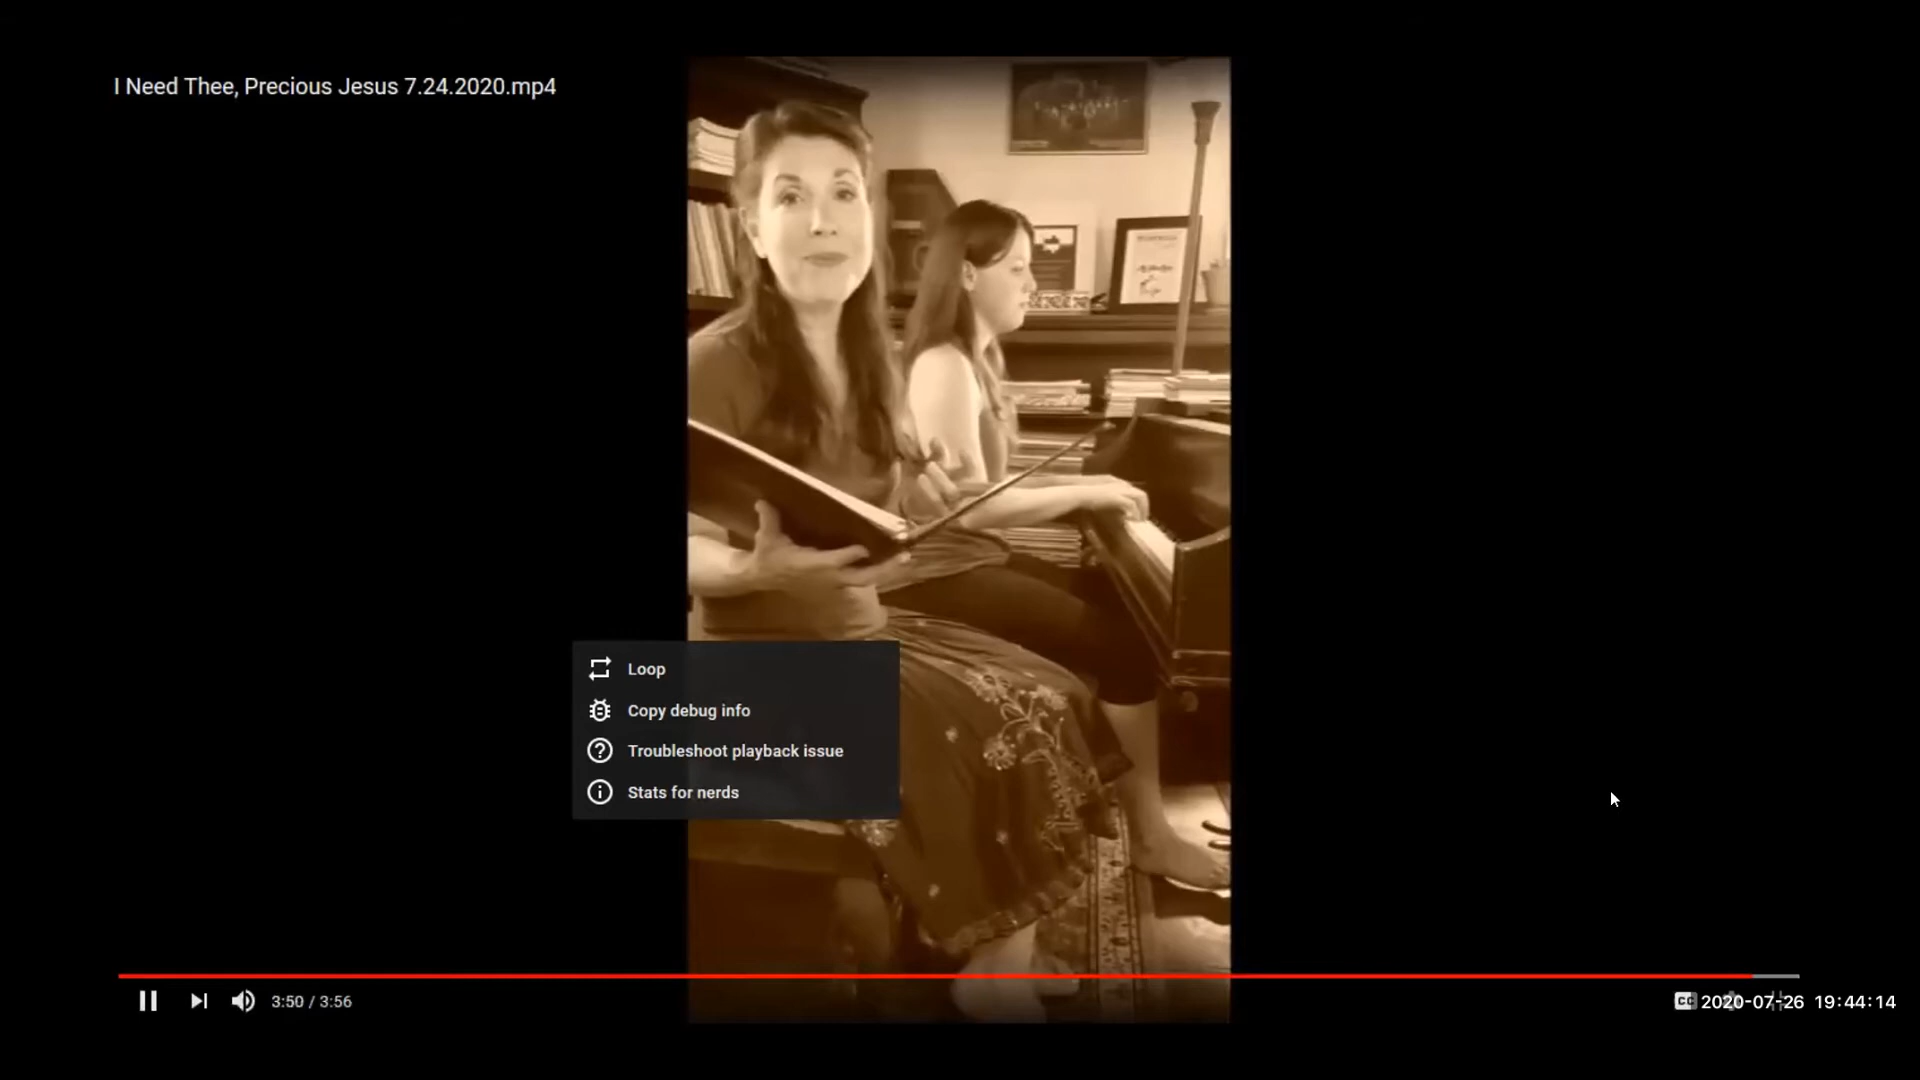 I Need Thee, Precious Jesus 7.24.2020.mp4
Loop
Copy debug info
Troubleshoot playback issue
Stats for nerds
3:50 / 3:56
CC 2020-07-26 19:44:14